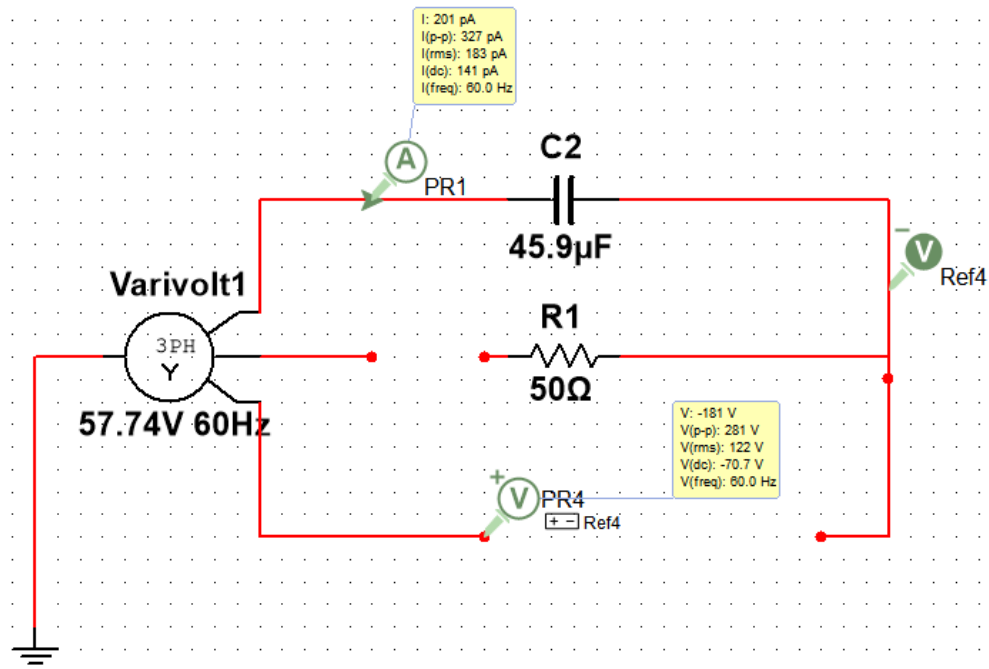 I: 201 pA
I(p-p): 327 pA
I(rms): 183 pA
I(dc): 141 pA
I(freq): 60.0 Hz
A
PR1
C2
45.9µF
V
Ref4
Varivolt1
3PH
Y
57.74V 60Hz
R1
50Ω
V: -181 V
V(p-p): 281 V
V(rms): 122 V
V(dc): -70.7 V
V(freq): 60.0 Hz
+
V
PR4
+ - Ref4